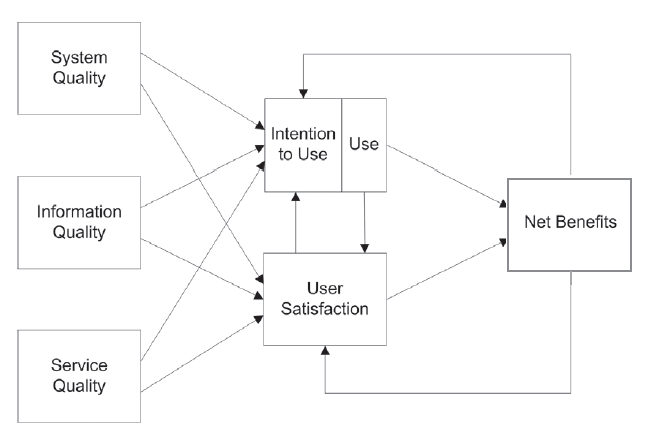 System
Quality
Intention
to Use
Use
Information
Quality
Net Benefits
User
Satisfaction
Service
Quality